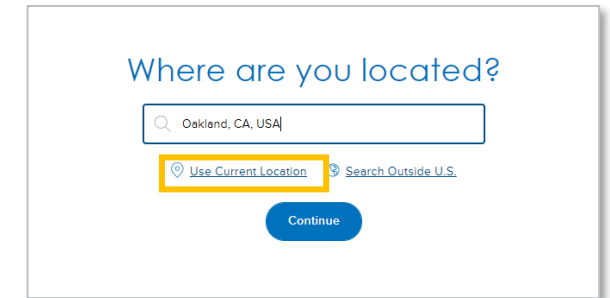 Where are you located?
Oakland, CA, USA
Use Current Location Search Outside U.S.
Continue